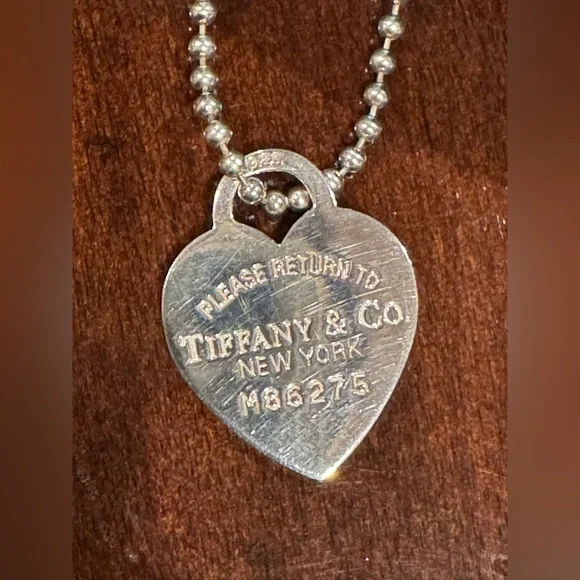 PLEASE RETURN TO
TIFFANY & CO.
NEW YORK
M86275